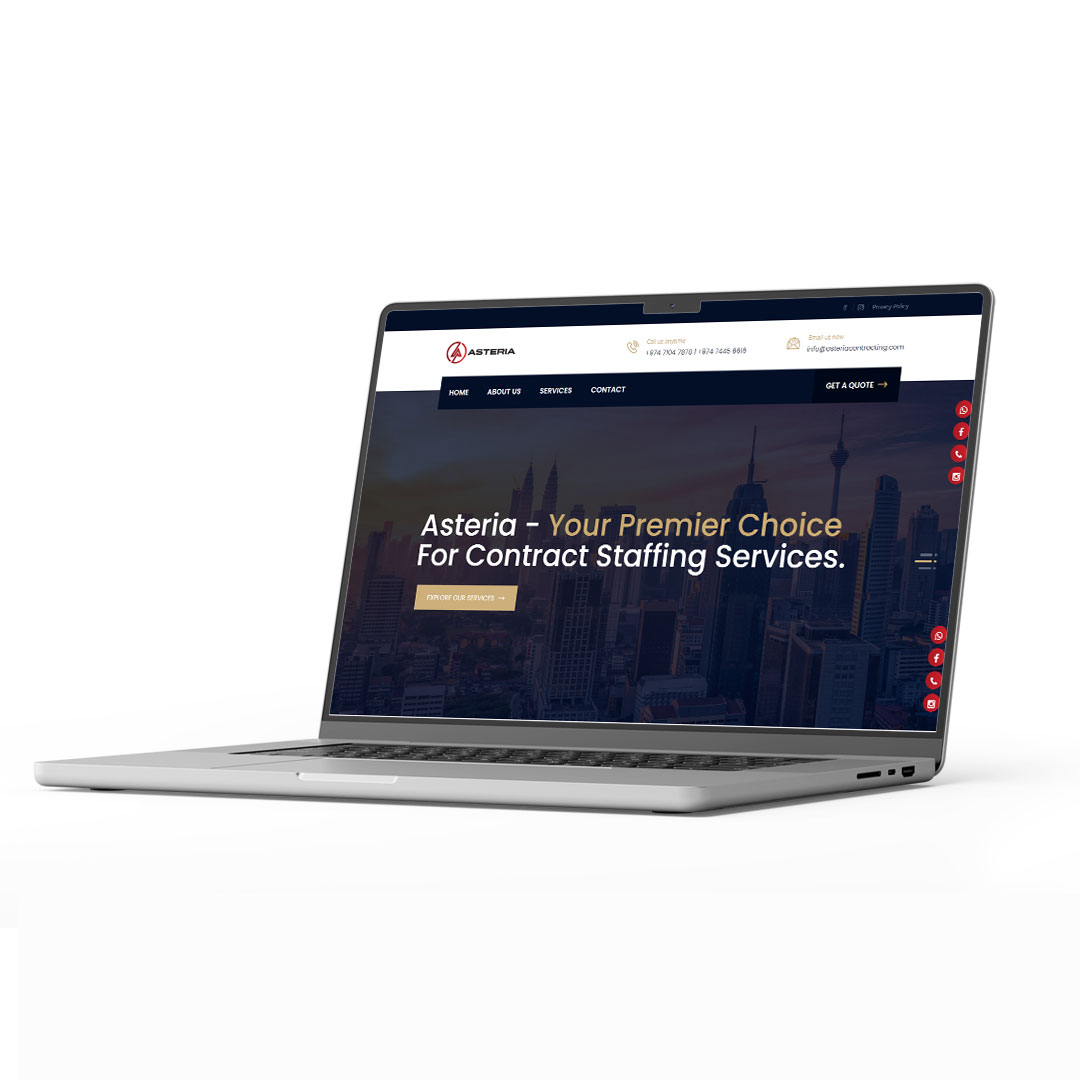 Privacy Policy
ASTERIA
Call us anytime
+974 7104 7878 | +974 7445 6616
Email us now
info@asteriacontracting.com
HOME
ABOUT US
SERVICES
CONTACT
GET A QUOTE
Asteria - Your Premier Choice
For Contract Staffing Services.
EXPLORE OUR SERVICES